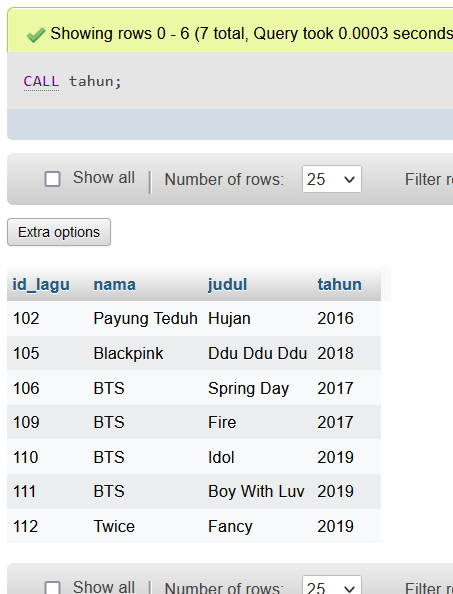 Showing rows 0 - 6 (7 total, Query took 0.0003 seconds
CALL tahun;
Show all | Number of rows: 25 Filter r
Extra options
id_lagu nama judul tahun
102 Payung Teduh Hujan 2016
105 Blackpink Ddu Ddu Ddu 2018
106 BTS Spring Day 2017
109 BTS Fire 2017
110 BTS Idol 2019
111 BTS Boy With Luv 2019
112 Twice Fancy 2019
Show all | Number of rows: 25 Filter r